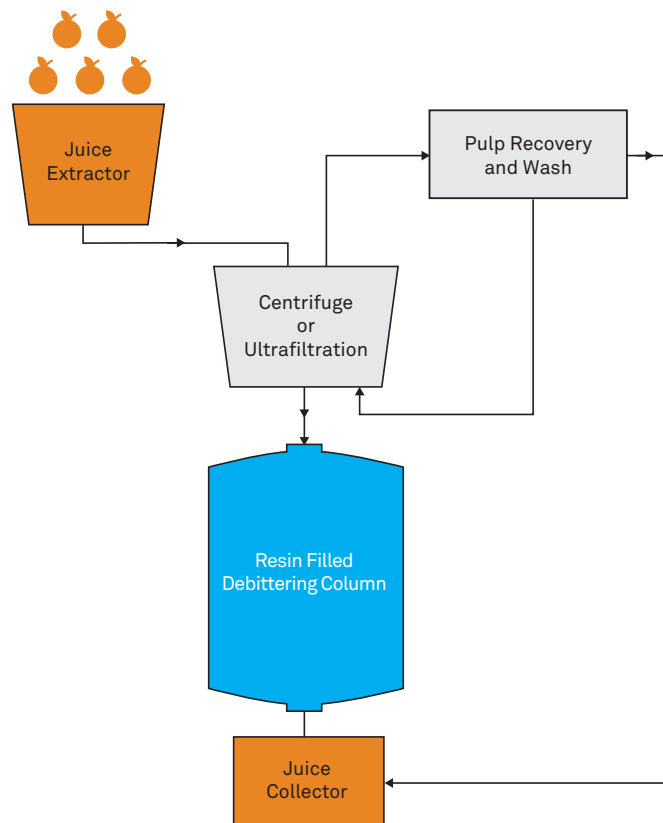 Juice
Extractor
Pulp Recovery
and Wash
Centrifuge
or
Ultrafiltration
Resin Filled
Debittering Column
Juice
Collector